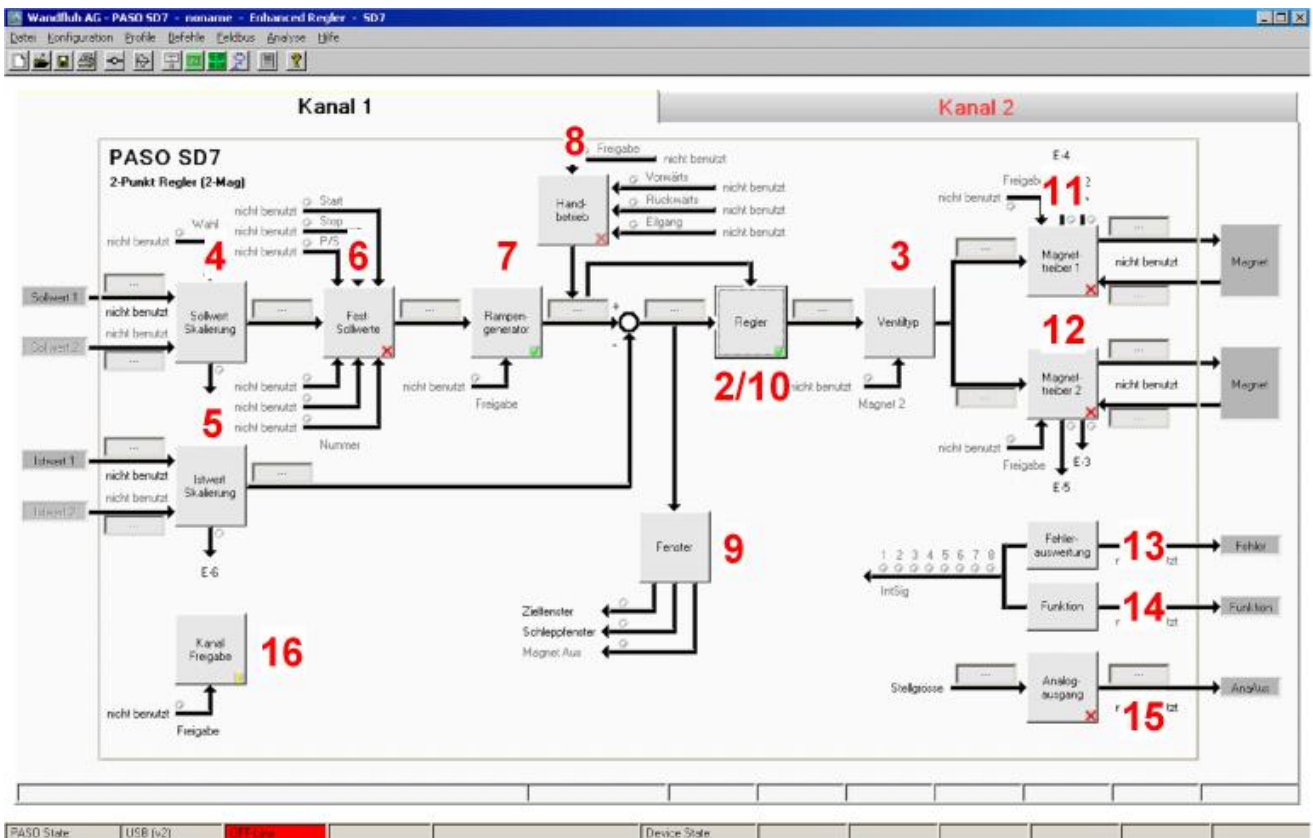 Wandfluh AG - PASO SD7 - noname - Enhanced Regler - SD7
Datei Konfiguration Profile Befehle Feldbus Analyse Hilfe
Kanal 1
Kanal 2
PASO SD7
2-Punkt Regler (2-Mag)
8
Freigabe
nicht benutzt
Hand-
betrieb
Vorwärts
nicht benutzt
Rückwärts
nicht benutzt
Eilgang
nicht benutzt
E-4
11
nicht benutzt
Wahl
nicht benutzt
4
Start
nicht benutzt
Stop
nicht benutzt
P/S
nicht benutzt
6
7
3
Sollwert 1
...
nicht benutzt
Sollwert 2
nicht benutzt
...
Sollwert
Skalierung
...
Fest
Sollwerte
...
Rampen-
generator
...
+
-
...
Regler
...
Ventiltyp
...
Magnet-
treiber 1
...
nicht benutzt
...
Magnet
12
...
Magnet-
treiber 2
...
nicht benutzt
...
Magnet
nicht benutzt
Freigabe
E-3
E-5
5
nicht benutzt
nicht benutzt
nicht benutzt
Nummer
nicht benutzt
Freigabe
2/10
nicht benutzt
Magnet 2
Istwert 1
...
nicht benutzt
Istwert 2
nicht benutzt
...
Istwert
Skalierung
...
E-6
Fenster
9
Zielfenster
Schleppfenster
Magnet Aus
1 2 3 4 5 6 7 8
IntSig
Fehler-
auswertung
13
Fehler
Funktion
14
Funktion
Kanal
Freigabe
16
nicht benutzt
Freigabe
Stellgrösse
...
Analog-
ausgang
...
15
AnaAus
PASO State
USB (v2)
OFF-Line
Device State